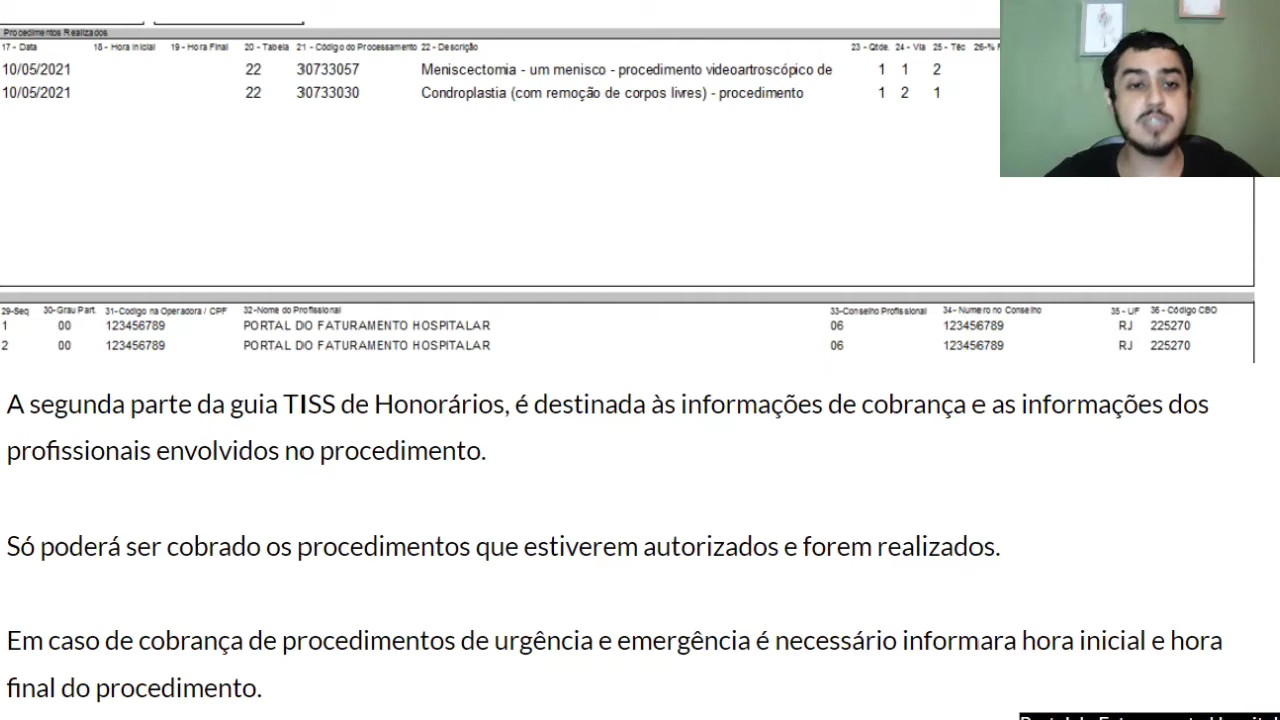 Procedimentos Realizados
17 - Data 18 - Hora Inicial 19 - Hora Final 20 - Tabela 21 - Código do Processamento 22 - Descrição 23 - Qtde. 24 - Via 25 - Téc 26-%
10/05/2021 22 30733057 Meniscectomia - um menisco - procedimento videoartroscópico de 1 1 2
10/05/2021 22 30733030 Condroplastia (com remoção de corpos livres) - procedimento 1 2 1
29-Seq 30-Grau Part. 31-Codigo na Operadora / CPF 32-Nome do Profissional 33-Conselho Profissional 34- Numero no Conselho 35 - UF 36 - Código CBO
1 00 123456789 PORTAL DO FATURAMENTO HOSPITALAR 06 123456789 RJ 225270
2 00 123456789 PORTAL DO FATURAMENTO HOSPITALAR 06 123456789 RJ 225270
A segunda parte da guia TISS de Honorários, é destinada às informações de cobrança e as informações dos
profissionais envolvidos no procedimento.
Só poderá ser cobrado os procedimentos que estiverem autorizados e forem realizados.
Em caso de cobrança de procedimentos de urgência e emergência é necessário informara hora inicial e hora
final do procedimento.